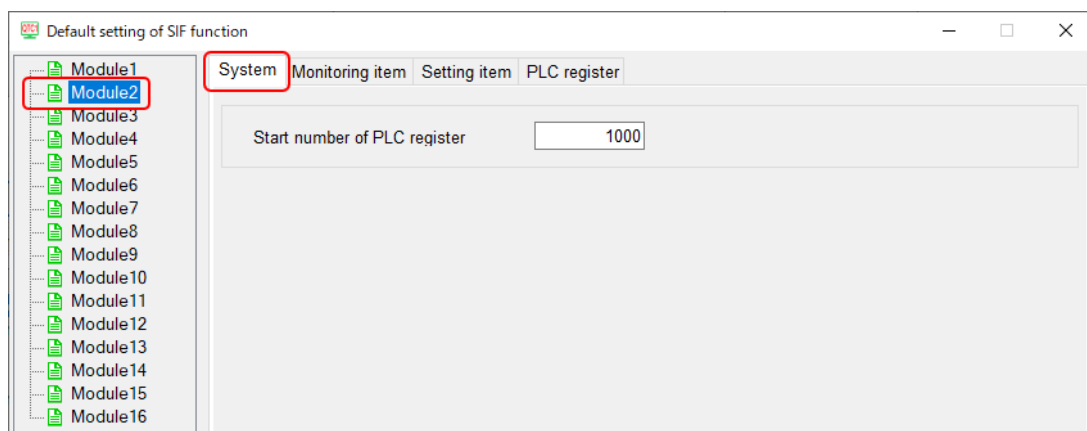 QTC1
Default setting of SIF function
Module1
Module2
Module3
Module4
Module5
Module6
Module7
Module8
Module9
Module10
Module11
Module12
Module13
Module14
Module15
Module16
System Monitoring item Setting item PLC register
Start number of PLC register 1000